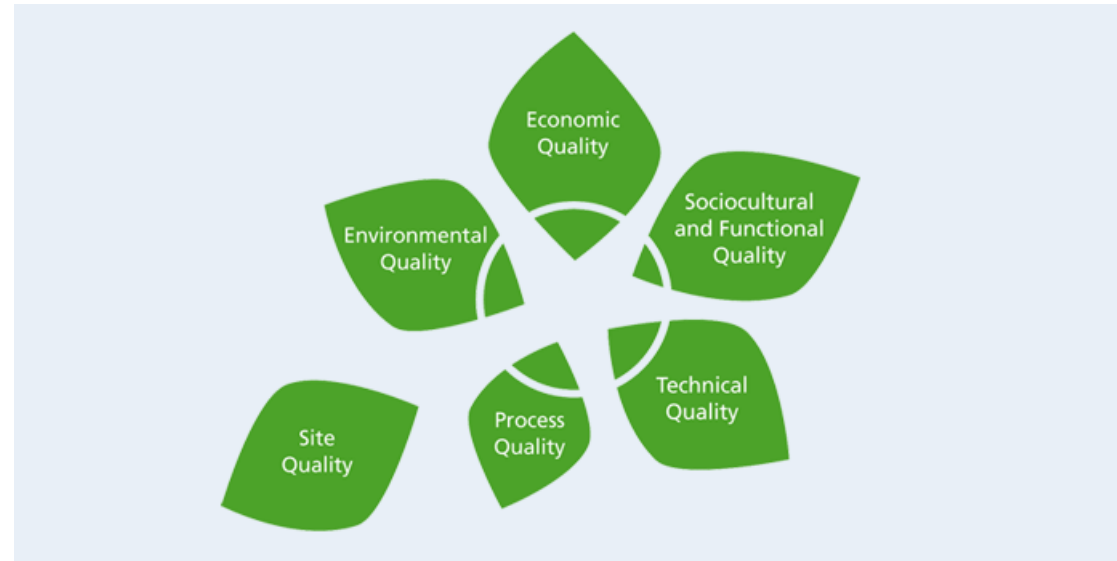 Economic
Quality
Sociocultural
and Functional
Quality
Environmental
Quality
Technical
Quality
Process
Quality
Site
Quality